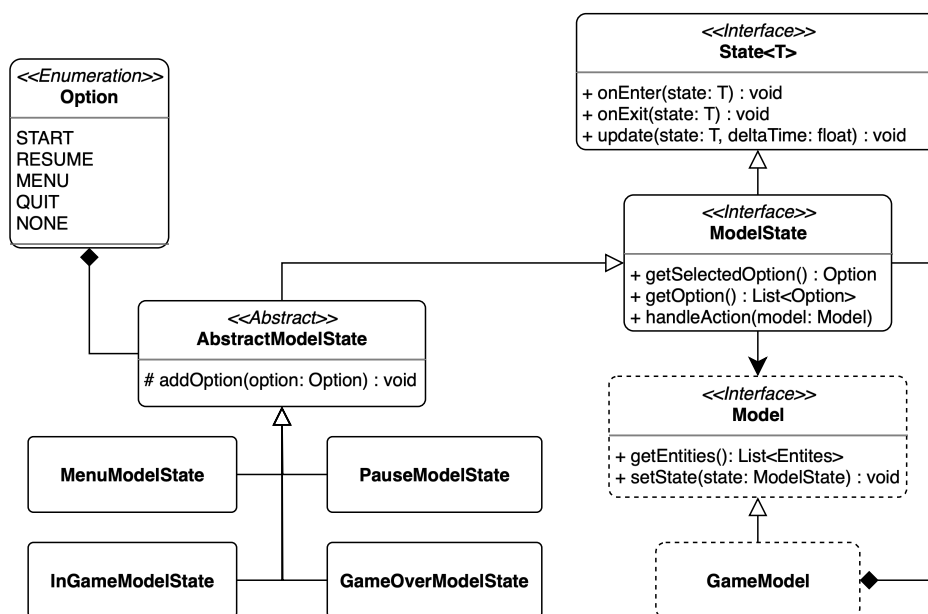 <<Interface>>
State<T>
+ onEnter(state: T) : void
+ onExit(state: T) : void
+ update(state: T, deltaTime: float) : void
<<Enumeration>>
Option
START
RESUME
MENU
QUIT
NONE
<<Interface>>
ModelState
+ getSelectedOption() : Option
+ getOption() : List<Option>
+ handleAction(model: Model)
<<Abstract>>
AbstractModelState
# addOption(option: Option) : void
<<Interface>>
Model
+ getEntities(): List<Entites>
+ setState(state: ModelState) : void
MenuModelState
PauseModelState
InGameModelState
GameOverModelState
GameModel